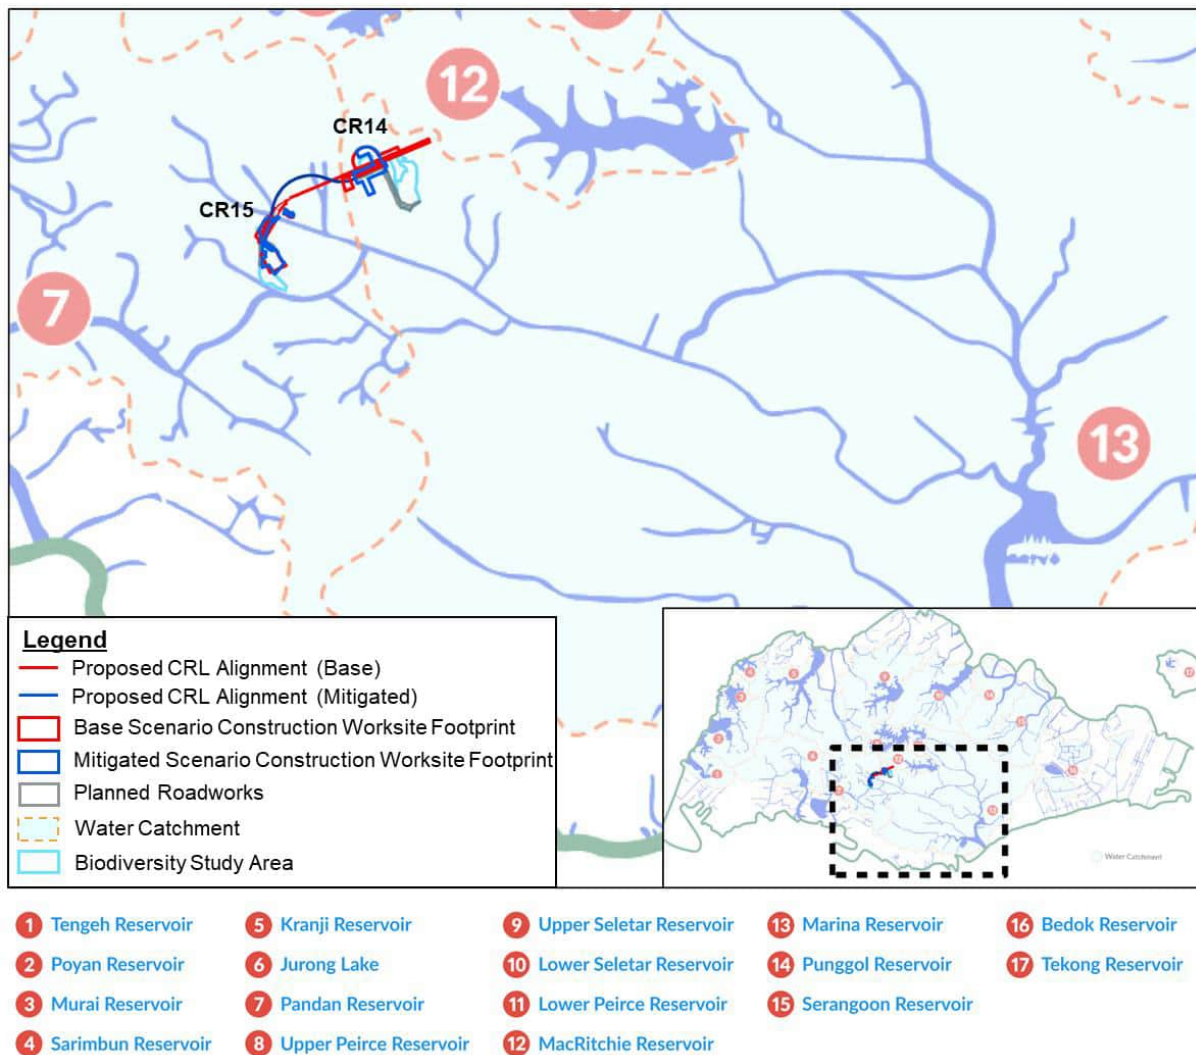 12
CR14
CR15
7
13
Legend
Proposed CRL Alignment (Base)
Proposed CRL Alignment (Mitigated)
Base Scenario Construction Worksite Footprint
Mitigated Scenario Construction Worksite Footprint
Planned Roadworks
Water Catchment
Biodiversity Study Area
Water Catchment
1 Tengeh Reservoir
2 Poyan Reservoir
3 Murai Reservoir
4 Sarimbun Reservoir
5 Kranji Reservoir
6 Jurong Lake
7 Pandan Reservoir
8 Upper Peirce Reservoir
9 Upper Seletar Reservoir
10 Lower Seletar Reservoir
11 Lower Peirce Reservoir
12 MacRitchie Reservoir
13 Marina Reservoir
14 Punggol Reservoir
15 Serangoon Reservoir
16 Bedok Reservoir
17 Tekong Reservoir